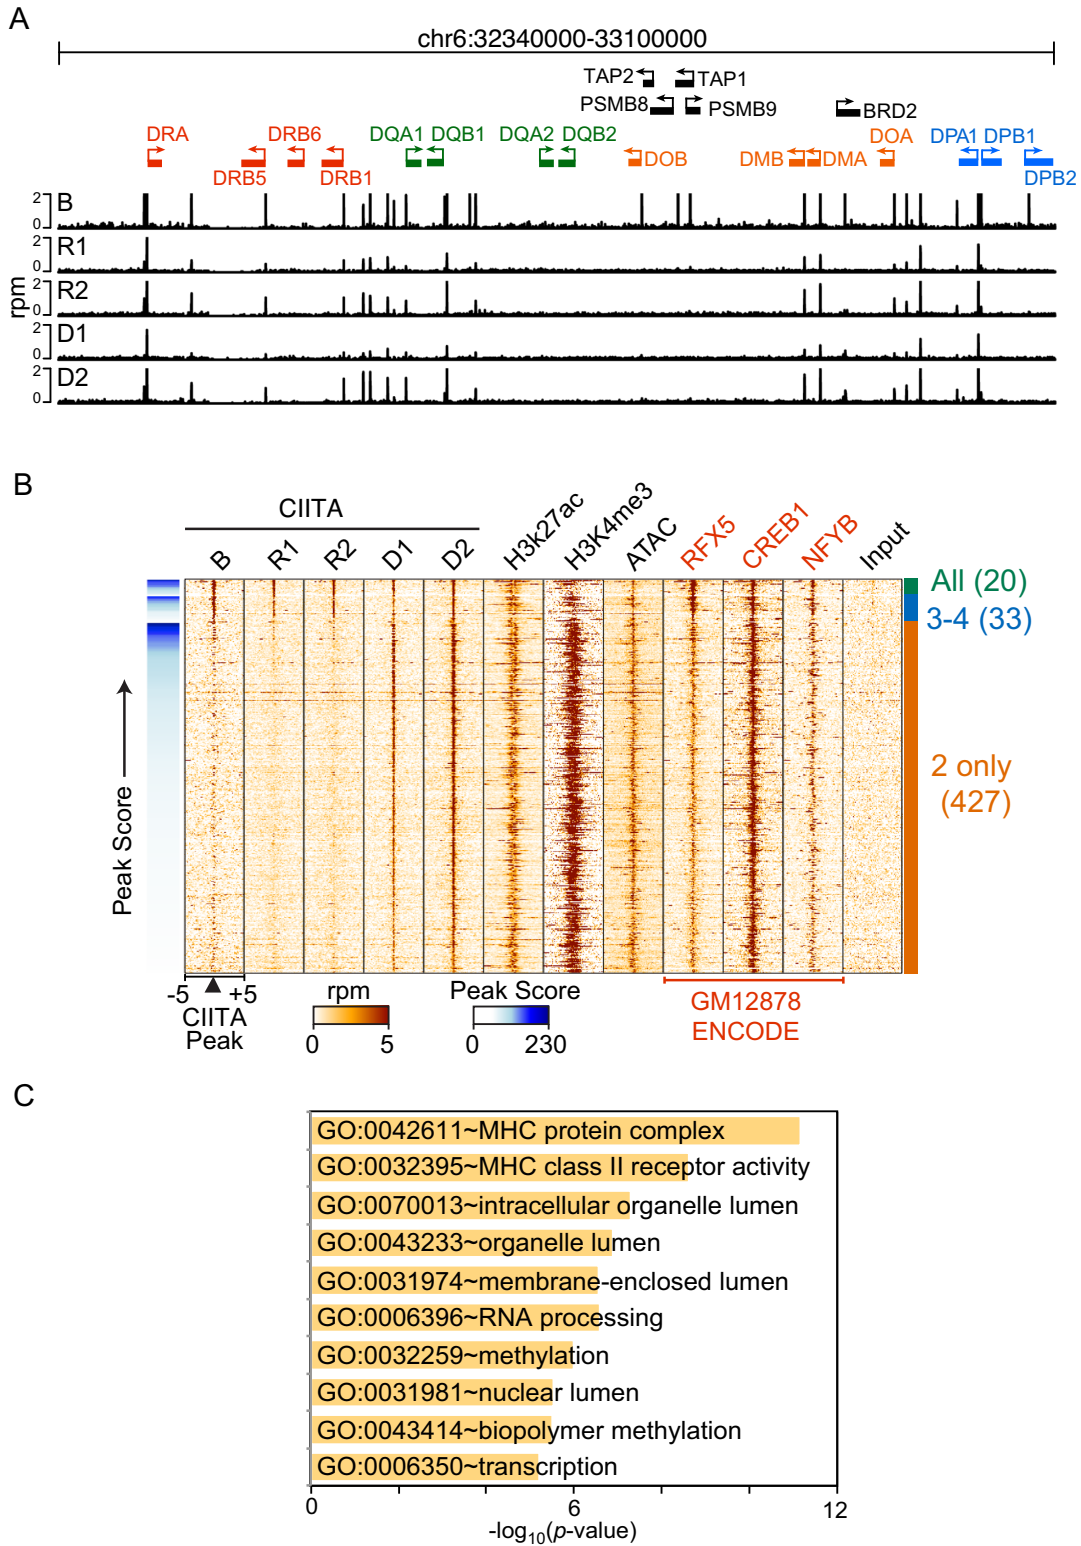 A
chr6:32340000-33100000
TAP2 TAP1
PSMB8 PSMB9 BRD2
DRA DRB6 DQA1 DQB1 DQA2 DQB2 DOB DMB DMA DOA DPA1 DPB1
DRB5 DRB1 DPB2
2 B
0
2 R1
0
2 R2
0
2 D1
0
2 D2
0
rpm
B
CIITA
B R1 R2 D1 D2 H3k27ac H3K4me3 ATAC RFX5 CREB1 NFYB Input
All (20)
3-4 (33)
2 only
(427)
Peak Score
-5 +5
CIITA
Peak
rpm
0 5
Peak Score
0 230
GM12878
ENCODE
C
GO:0042611~MHC protein complex
GO:0032395~MHC class II receptor activity
GO:0070013~intracellular organelle lumen
GO:0043233~organelle lumen
GO:0031974~membrane-enclosed lumen
GO:0006396~RNA processing
GO:0032259~methylation
GO:0031981~nuclear lumen
GO:0043414~biopolymer methylation
GO:0006350~transcription
0 6 12
-log10(p-value)